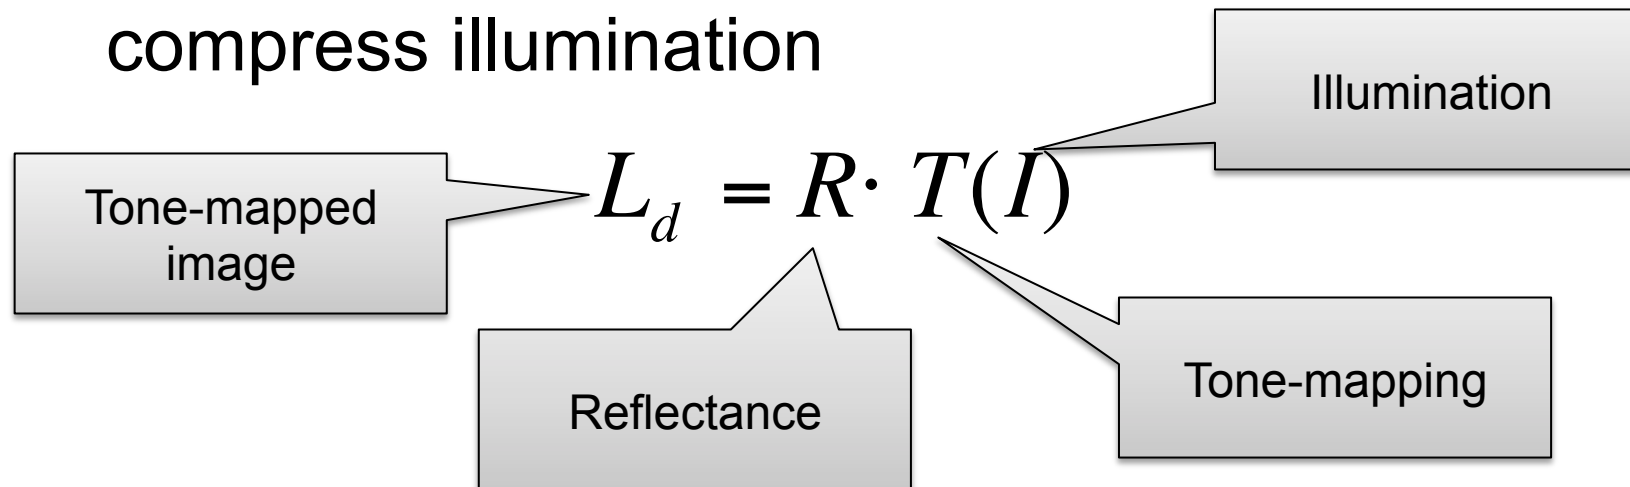 compress illumination
Illumination
Tone-mapped
image
L_d = R · T(I)
Reflectance
Tone-mapping